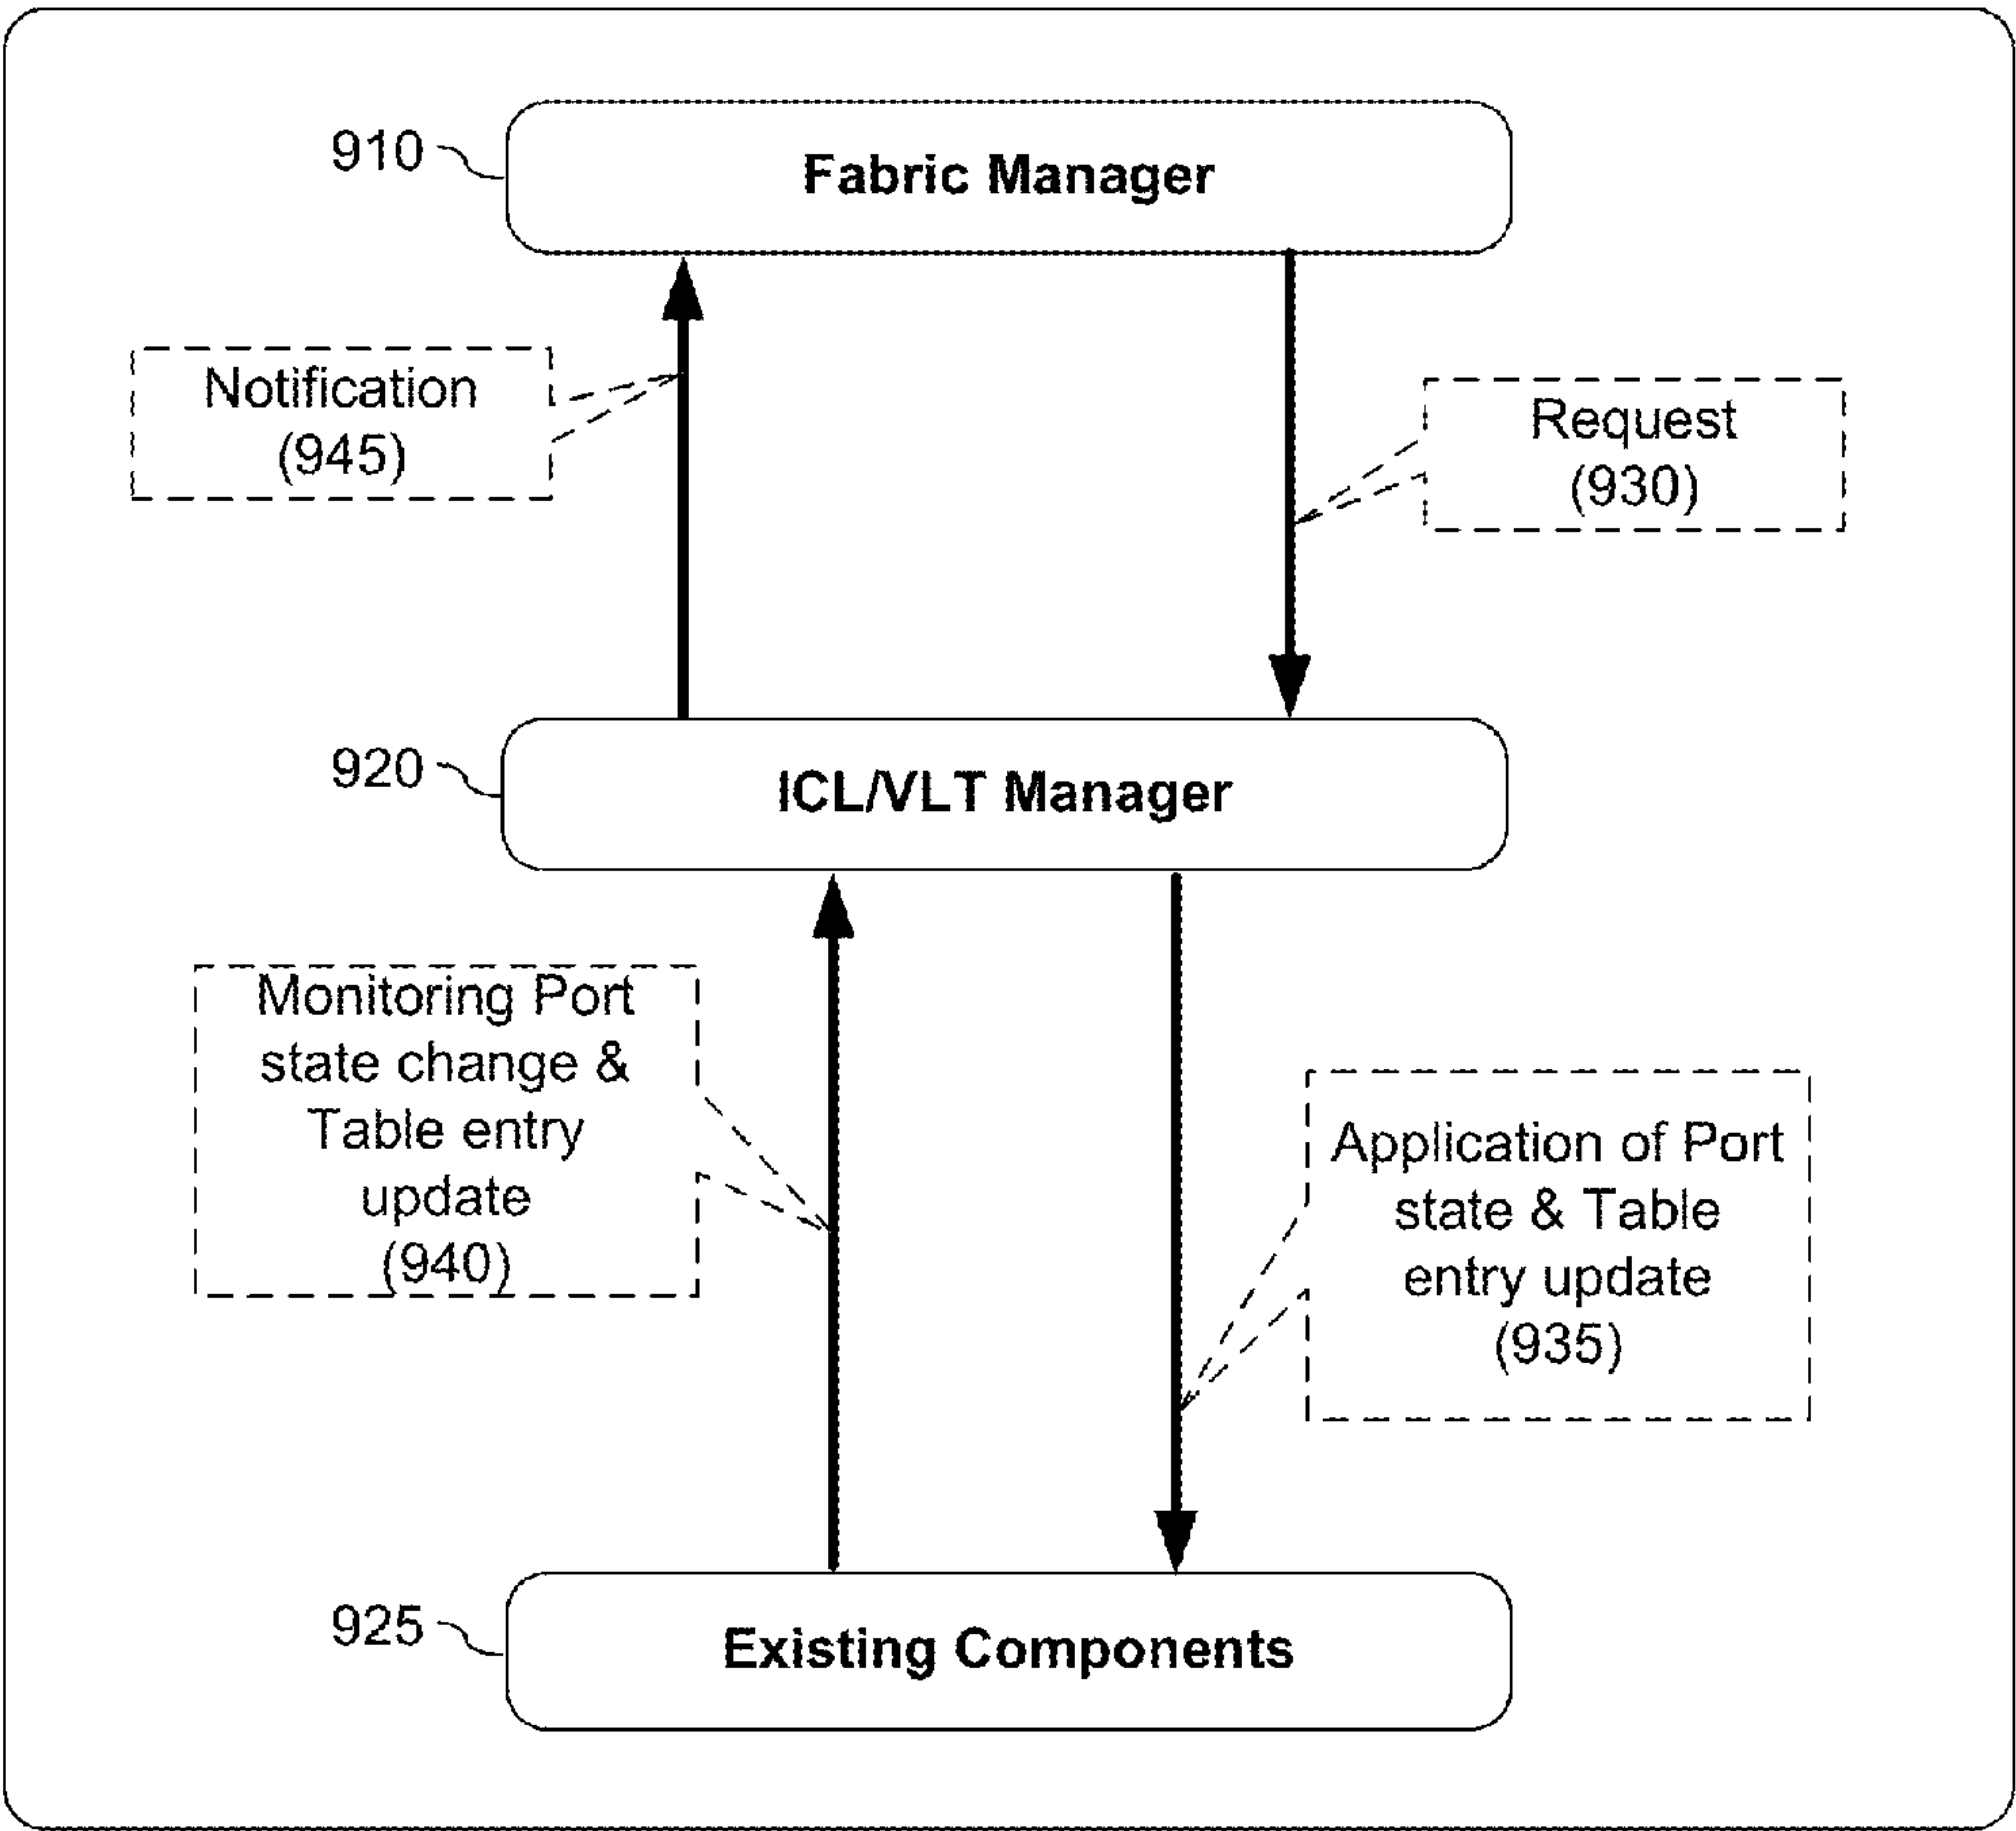 910
Fabric Manager
Notification
(945)
Request
(930)
920
ICL/VLT Manager
Monitoring Port
state change &
Table entry
update
(940)
Application of Port
state & Table
entry update
(935)
925
Existing Components